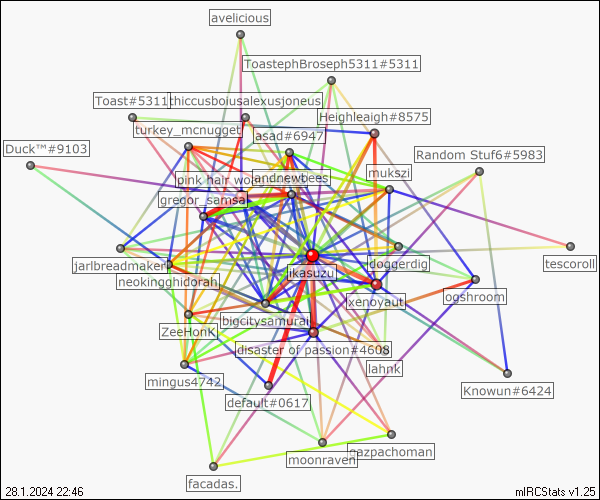 avelicious
ToastephBroseph5311#5311
Toast#5311
thiccusboiusalexusjoneus
Heighleaigh#8575
turkey_mcnugget
asad#6947
Duck™#9103
Random Stuf6#5983
pink hair wo
andnewbees
mukszi
gregor_samsa
jarlbreadmaker
neokingghidorah
ikasuzu
doggerdig
tescoroll
xenoyaut
ogshroom
ZeeHonK
bigcitysamurai
disaster of passion#4608
mingus4742
lahnk
Knowun#6424
default#0617
moonraven
gazpachoman
facadas.
28.1.2024 22:46
mIRCStats v1.25